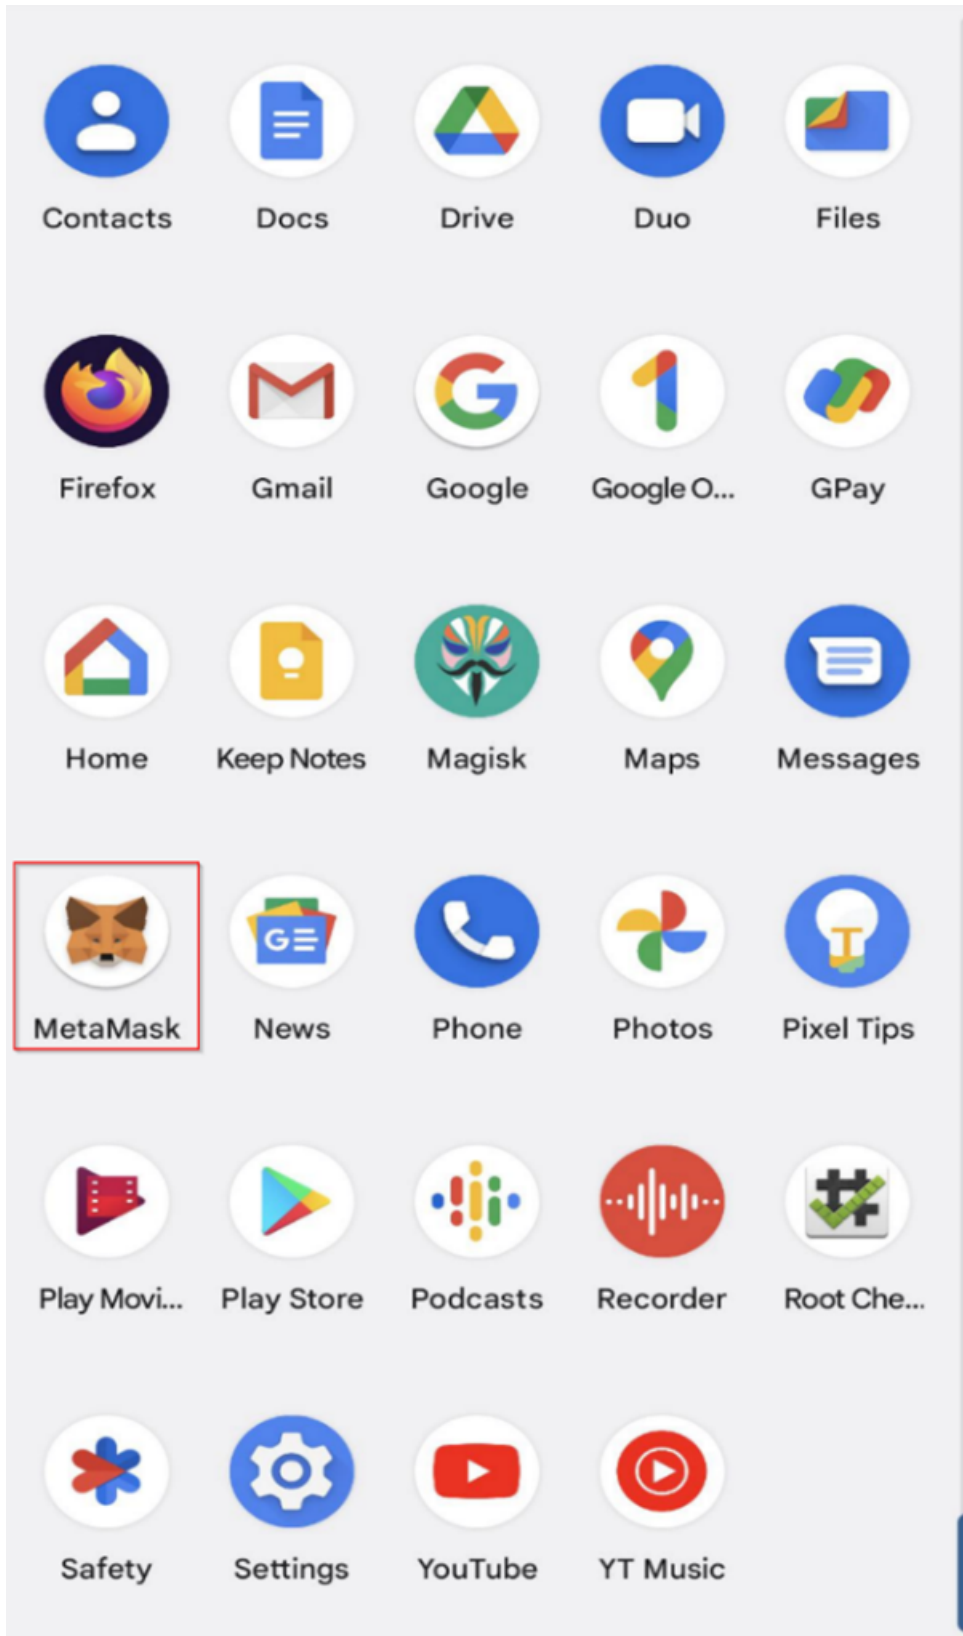 Contacts Docs Drive Duo Files
Firefox Gmail Google Google O... GPay
Home Keep Notes Magisk Maps Messages
GE
MetaMask News Phone Photos Pixel Tips
Play Movi... Play Store Podcasts Recorder Root Che...
Safety Settings YouTube YT Music